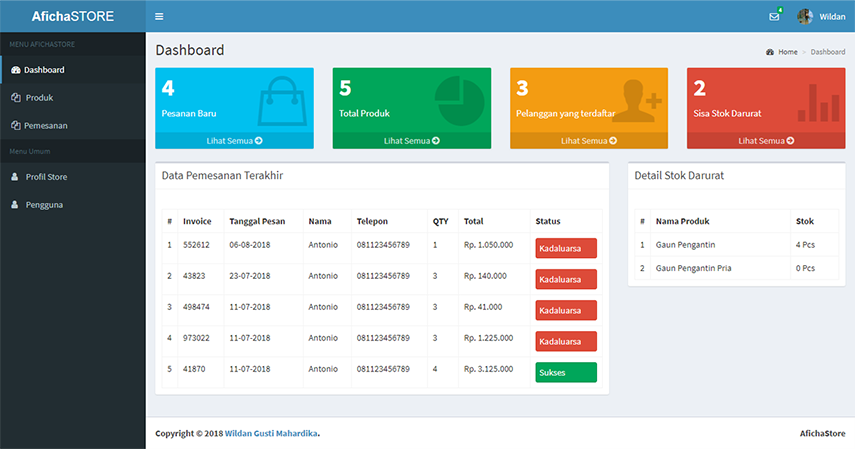 AfichaSTORE
4
Wildan
MENU AFICHASTORE
Dashboard
Produk
Pemesanan
Menu Umum
Profil Store
Pengguna
Dashboard
Home > Dashboard
4
Pesanan Baru
Lihat Semua
5
Total Produk
Lihat Semua
3
Pelanggan yang terdaftar
Lihat Semua
2
Sisa Stok Darurat
Lihat Semua
Data Pemesanan Terakhir
# Invoice Tanggal Pesan Nama Telepon QTY Total Status
1 552612 06-08-2018 Antonio 081123456789 1 Rp. 1.050.000 Kadaluarsa
2 43823 23-07-2018 Antonio 081123456789 3 Rp. 140.000 Kadaluarsa
3 498474 11-07-2018 Antonio 081123456789 3 Rp. 41.000 Kadaluarsa
4 973022 11-07-2018 Antonio 081123456789 3 Rp. 1.225.000 Kadaluarsa
5 41870 11-07-2018 Antonio 081123456789 4 Rp. 3.125.000 Sukses
Detail Stok Darurat
# Nama Produk Stok
1 Gaun Pengantin 4 Pcs
2 Gaun Pengantin Pria 0 Pcs
Copyright © 2018 Wildan Gusti Mahardika.
AfichaStore